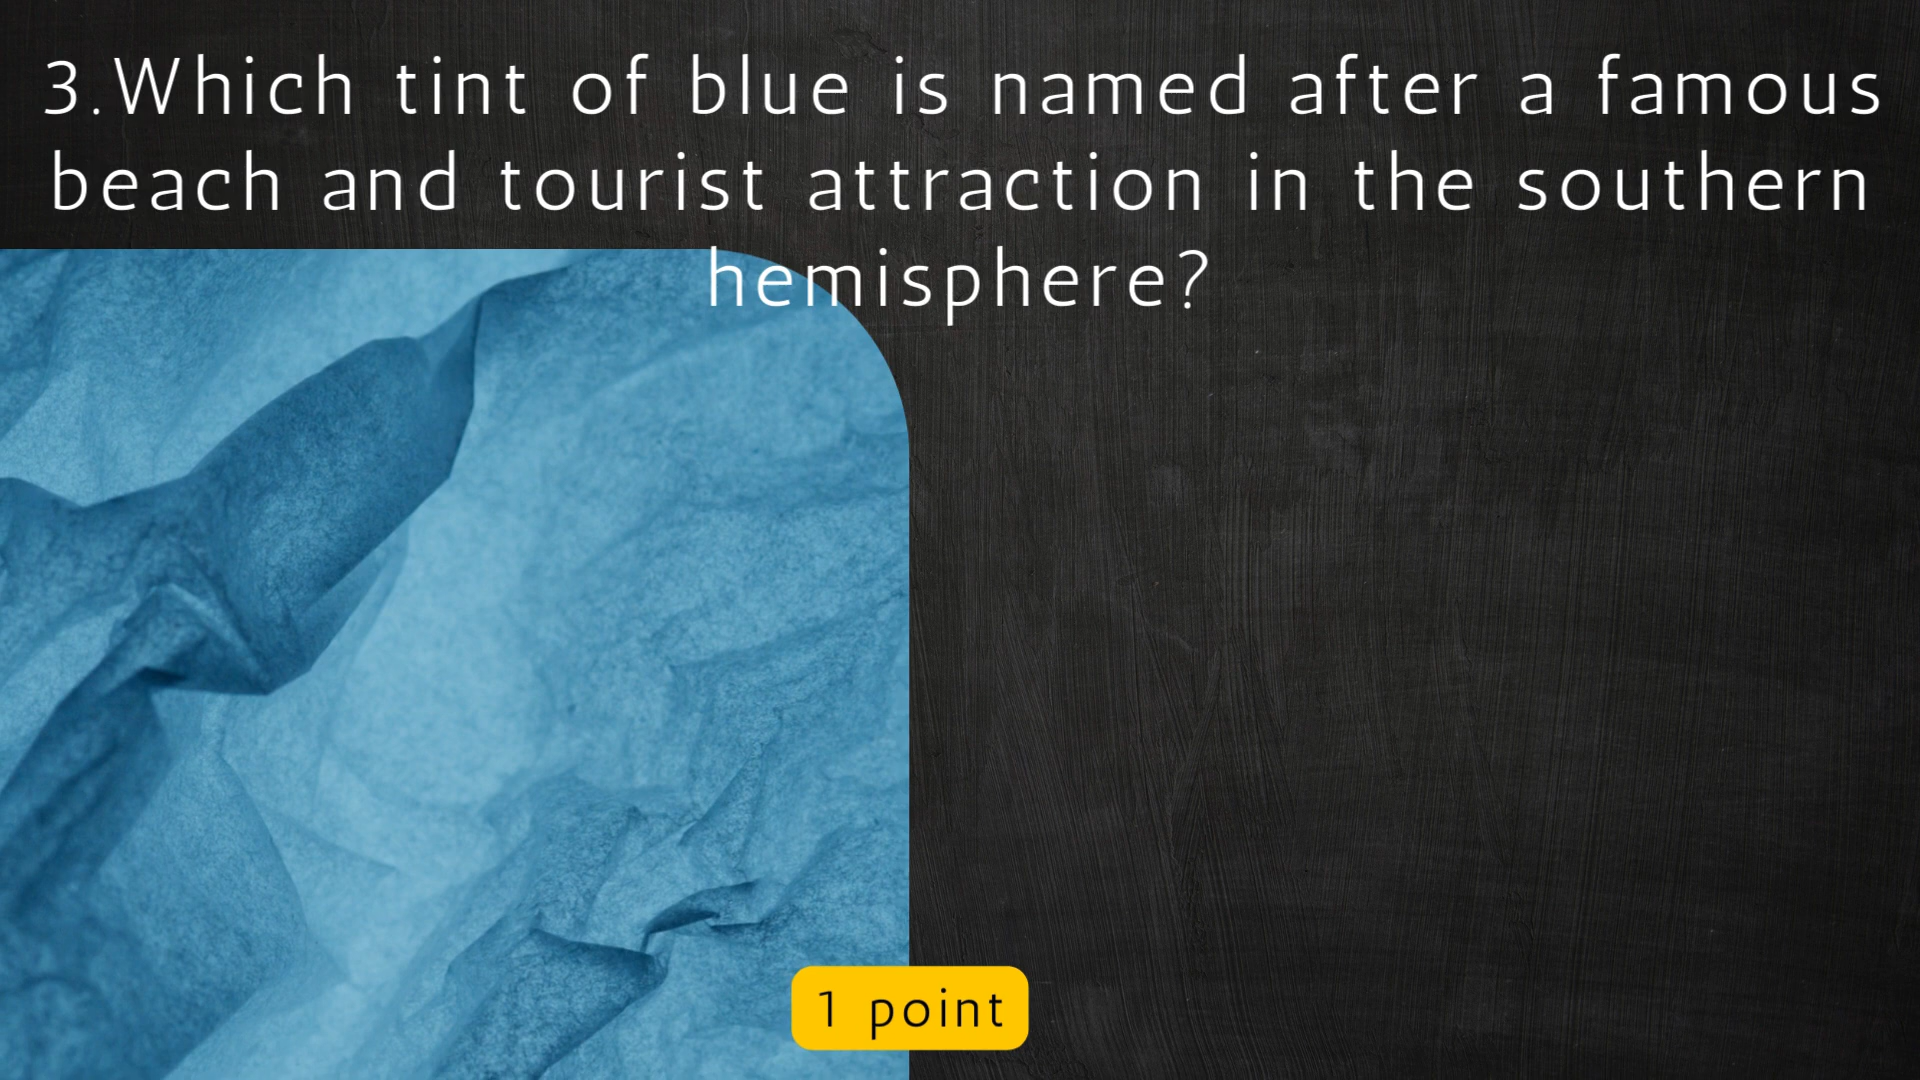 3.Which tint of blue is named after a famous
beach and tourist attraction in the southern
hemisphere?
1 point